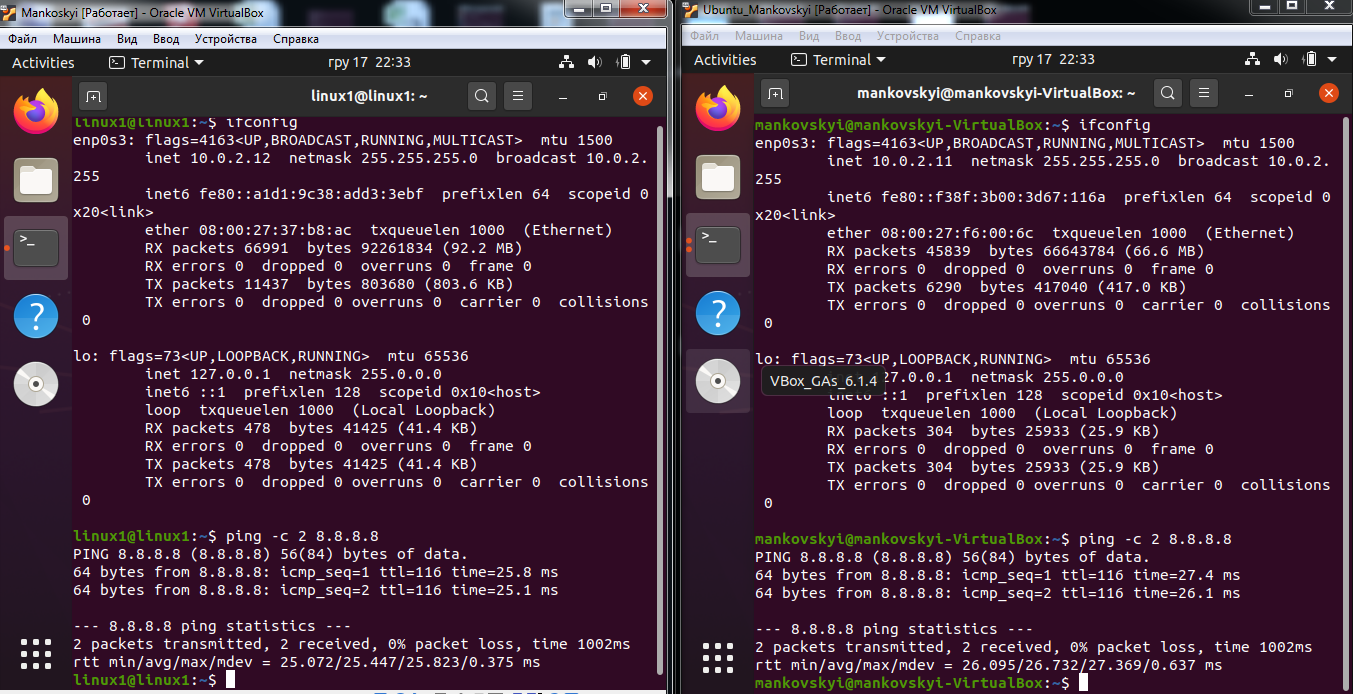 Mankoskyi [Работает] - Oracle VM VirtualBox
Файл Машина Вид Ввод Устройства Справка
Activities Terminal гру 17 22:33
linux1@linux1: ~
linux1@linux1:~$ ifconfig
enp0s3: flags=4163<UP,BROADCAST,RUNNING,MULTICAST>  mtu 1500
        inet 10.0.2.12  netmask 255.255.255.0  broadcast 10.0.2.
255
        inet6 fe80::a1d1:9c38:add3:3ebf  prefixlen 64  scopeid 0
x20<link>
        ether 08:00:27:37:b8:ac  txqueuelen 1000  (Ethernet)
        RX packets 66991  bytes 92261834 (92.2 MB)
        RX errors 0  dropped 0  overruns 0  frame 0
        TX packets 11437  bytes 803680 (803.6 KB)
        TX errors 0  dropped 0 overruns 0  carrier 0  collisions
 0
lo: flags=73<UP,LOOPBACK,RUNNING>  mtu 65536
        inet 127.0.0.1  netmask 255.0.0.0
        inet6 ::1  prefixlen 128  scopeid 0x10<host>
        loop  txqueuelen 1000  (Local Loopback)
        RX packets 478  bytes 41425 (41.4 KB)
        RX errors 0  dropped 0  overruns 0  frame 0
        TX packets 478  bytes 41425 (41.4 KB)
        TX errors 0  dropped 0 overruns 0  carrier 0  collisions
 0
linux1@linux1:~$ ping -c 2 8.8.8.8
PING 8.8.8.8 (8.8.8.8) 56(84) bytes of data.
64 bytes from 8.8.8.8: icmp_seq=1 ttl=116 time=25.8 ms
64 bytes from 8.8.8.8: icmp_seq=2 ttl=116 time=25.1 ms
--- 8.8.8.8 ping statistics ---
2 packets transmitted, 2 received, 0% packet loss, time 1002ms
rtt min/avg/max/mdev = 25.072/25.447/25.823/0.375 ms
linux1@linux1:~$
Ubuntu_Mankovskyi [Работает] - Oracle VM VirtualBox
Файл Машина Вид Ввод Устройства Справка
Activities Terminal гру 17 22:33
mankovskyi@mankovskyi-VirtualBox: ~
mankovskyi@mankovskyi-VirtualBox:~$ ifconfig
enp0s3: flags=4163<UP,BROADCAST,RUNNING,MULTICAST>  mtu 1500
        inet 10.0.2.11  netmask 255.255.255.0  broadcast 10.0.2.
255
        inet6 fe80::f38f:3b00:3d67:116a  prefixlen 64  scopeid 0
x20<link>
        ether 08:00:27:f6:00:6c  txqueuelen 1000  (Ethernet)
        RX packets 45839  bytes 66643784 (66.6 MB)
        RX errors 0  dropped 0  overruns 0  frame 0
        TX packets 6290  bytes 417040 (417.0 KB)
        TX errors 0  dropped 0 overruns 0  carrier 0  collisions
 0
lo: flags=73<UP,LOOPBACK,RUNNING>  mtu 65536
        inet 127.0.0.1  netmask 255.0.0.0
VBox_GAs_6.1.4
        inet6 ::1  prefixlen 128  scopeid 0x10<host>
        loop  txqueuelen 1000  (Local Loopback)
        RX packets 304  bytes 25933 (25.9 KB)
        RX errors 0  dropped 0  overruns 0  frame 0
        TX packets 304  bytes 25933 (25.9 KB)
        TX errors 0  dropped 0 overruns 0  carrier 0  collisions
 0
mankovskyi@mankovskyi-VirtualBox:~$ ping -c 2 8.8.8.8
PING 8.8.8.8 (8.8.8.8) 56(84) bytes of data.
64 bytes from 8.8.8.8: icmp_seq=1 ttl=116 time=27.4 ms
64 bytes from 8.8.8.8: icmp_seq=2 ttl=116 time=26.1 ms
--- 8.8.8.8 ping statistics ---
2 packets transmitted, 2 received, 0% packet loss, time 1002ms
rtt min/avg/max/mdev = 26.095/26.732/27.369/0.637 ms
mankovskyi@mankovskyi-VirtualBox:~$